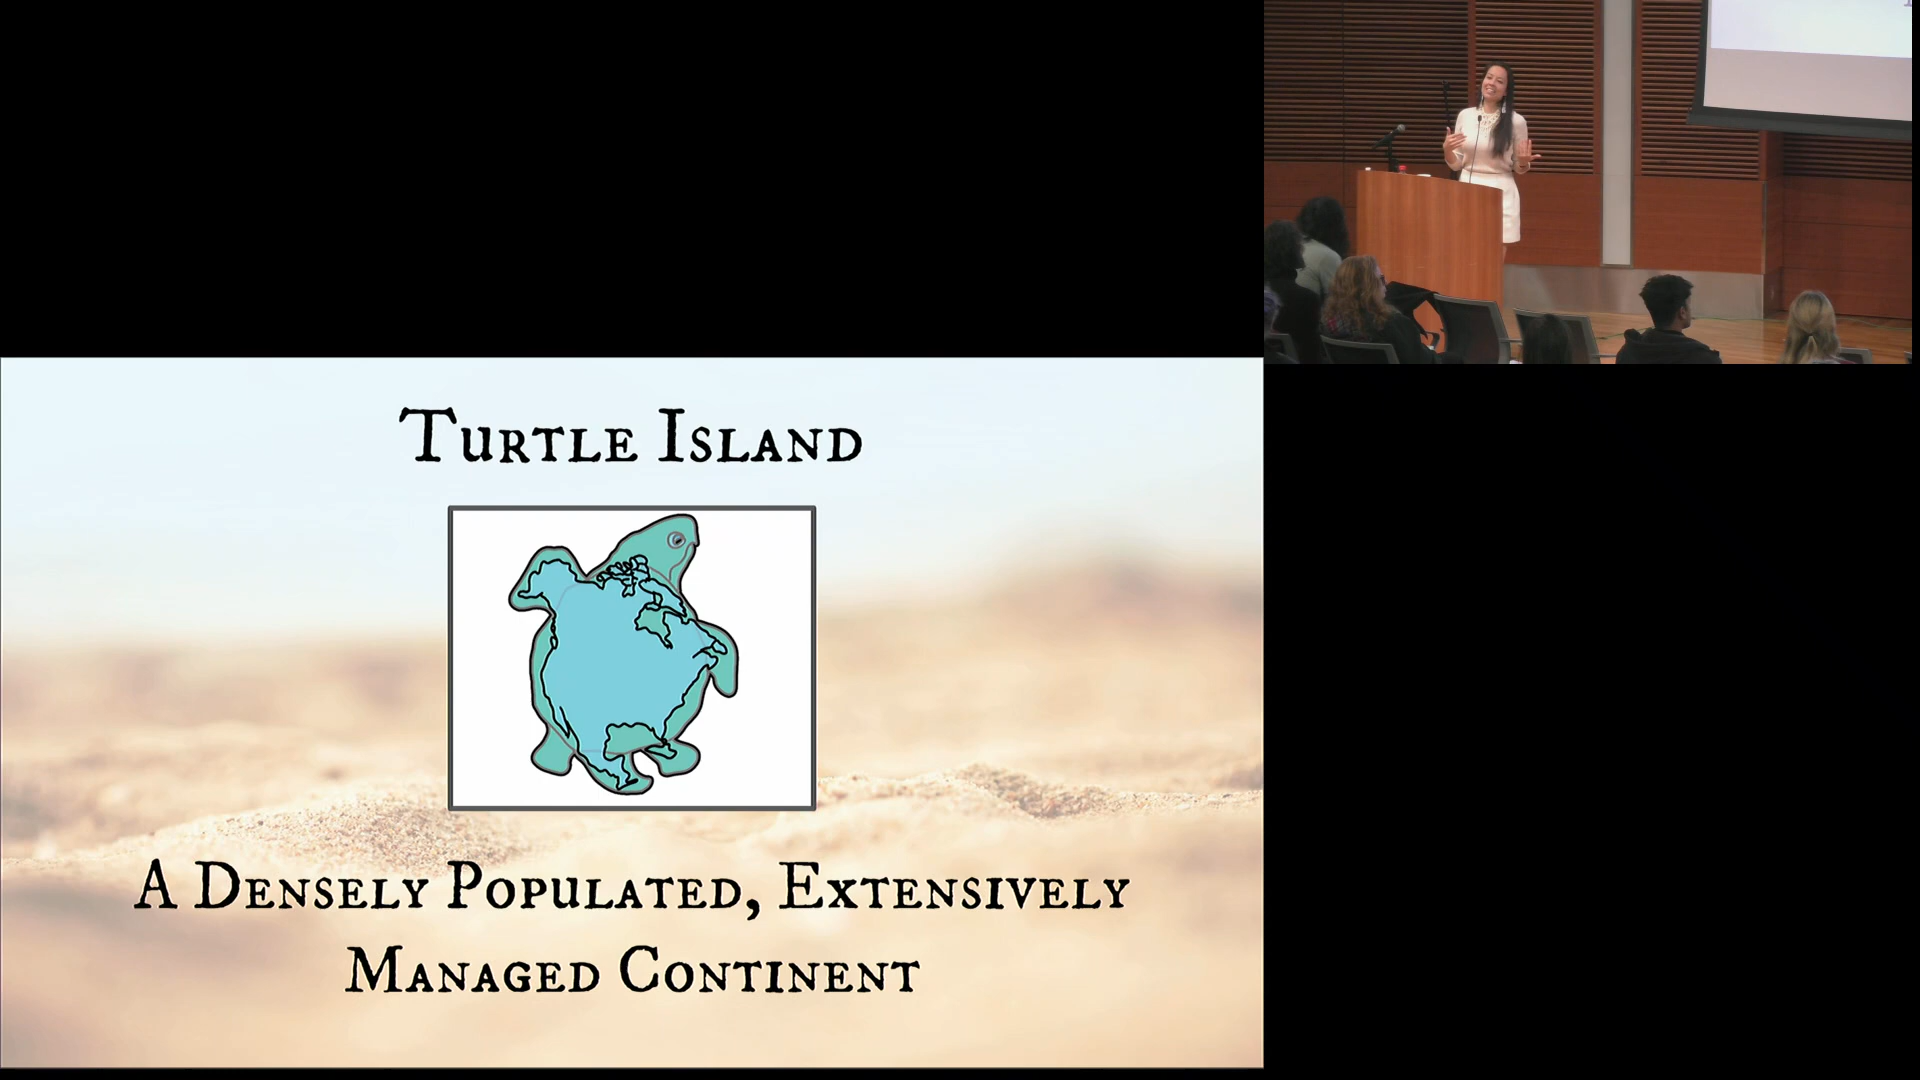 Turtle Island
A Densely Populated, Extensively
Managed Continent